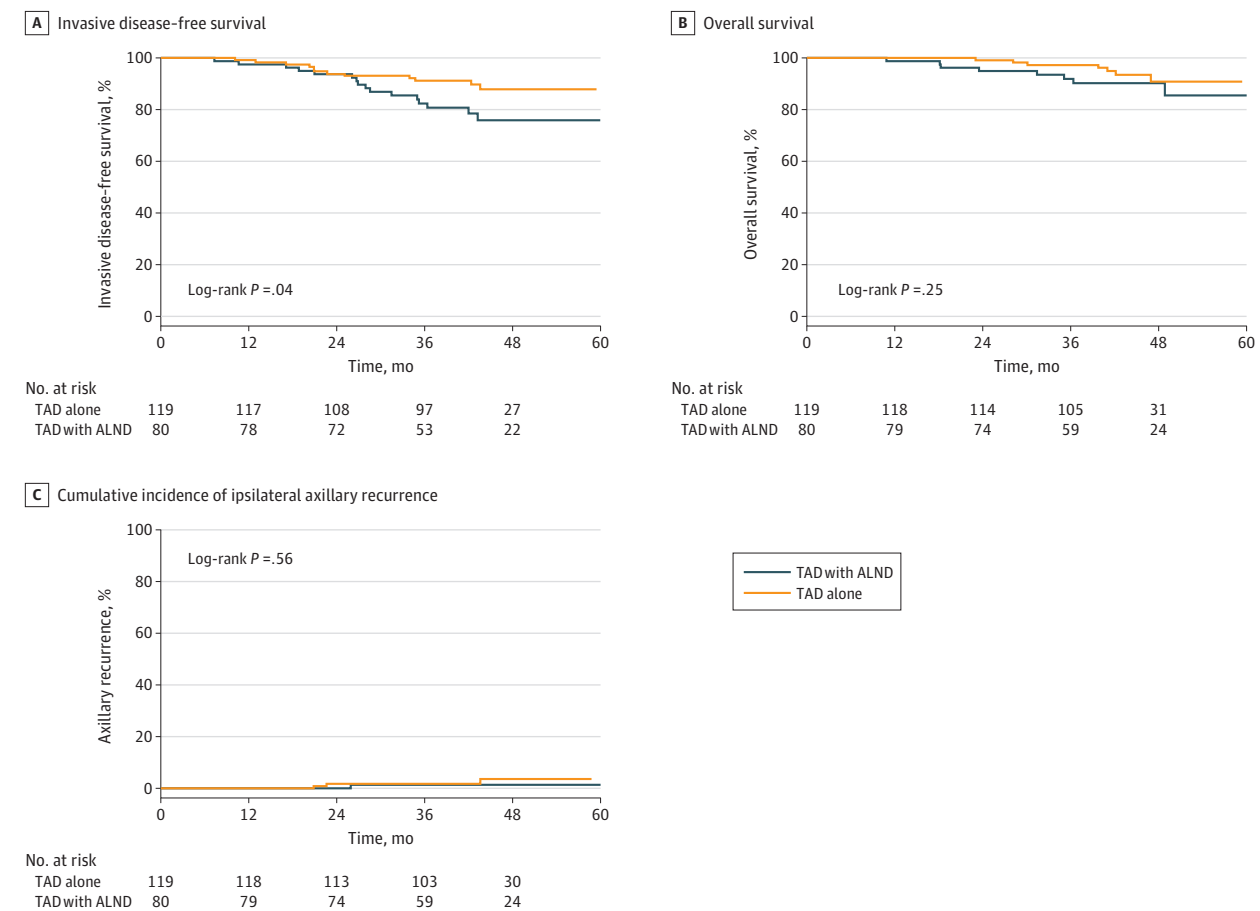 A Invasive disease-free survival
Invasive disease-free survival, %
100
80
60
40
20
0
Log-rank P =.04
0 12 24 36 48 60
Time, mo
No. at risk
TAD alone 119 117 108 97 27
TAD with ALND 80 78 72 53 22
B Overall survival
Overall survival, %
100
80
60
40
20
0
Log-rank P =.25
0 12 24 36 48 60
Time, mo
No. at risk
TAD alone 119 118 114 105 31
TAD with ALND 80 79 74 59 24
C Cumulative incidence of ipsilateral axillary recurrence
Axillary recurrence, %
100
80
60
40
20
0
Log-rank P =.56
0 12 24 36 48 60
Time, mo
No. at risk
TAD alone 119 118 113 103 30
TAD with ALND 80 79 74 59 24
TAD with ALND
TAD alone